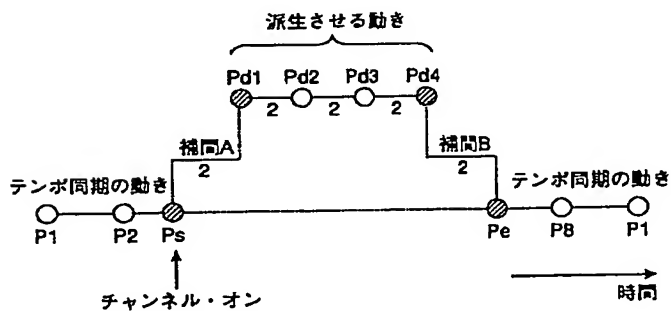 派生させる動き
Pd1 Pd2 Pd3 Pd4
2 2 2
補間A 補間B
2 2
テンポ同期の動き テンポ同期の動き
P1 P2 Ps Pe P8 P1
チャンネル・オン 時間